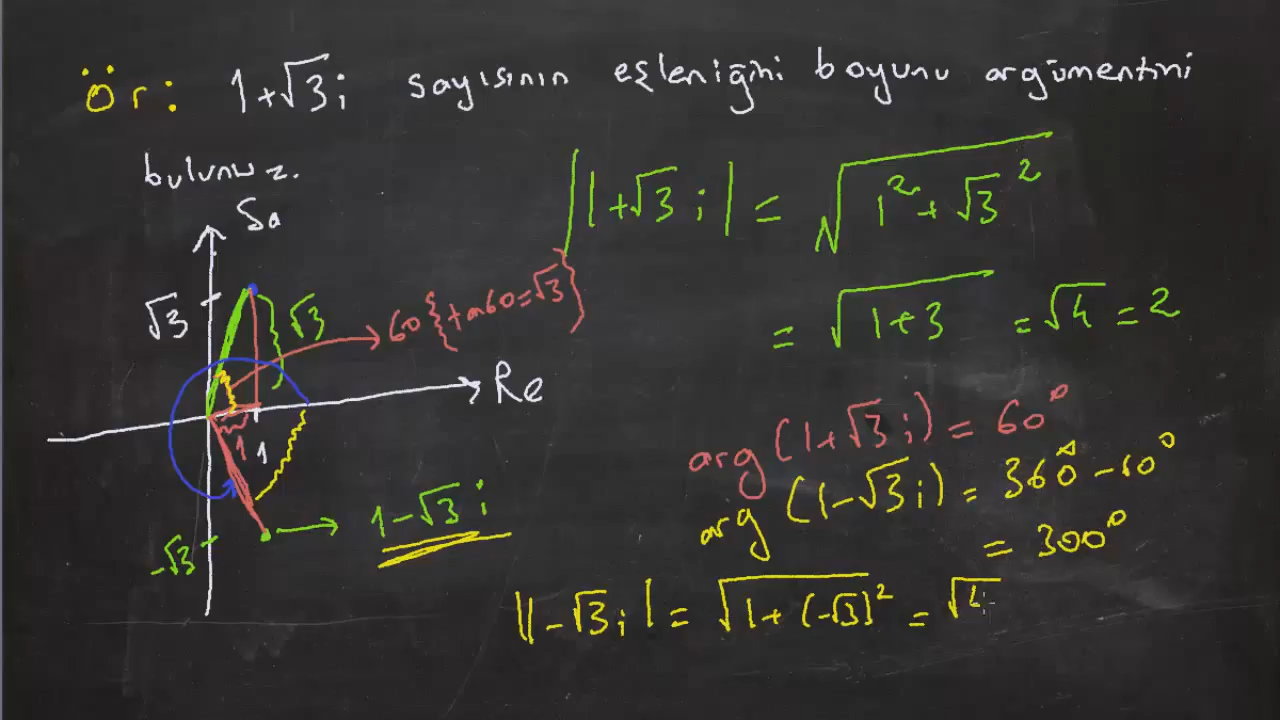 Ör: 1+√3i sayısının eşleniğini boyunu argümentini
bulunuz.
Sa
|1+√3i| = √(1²+√3²)
√3
√3
60{tan60=√3}
= √(1+3) = √4 = 2
Re
1
1
arg(1+√3i) = 60°
arg(1-√3i) = 360°-60°
= 300°
1-√3i
-√3
|1-√3i| = √(1+(-√3)²) = √4